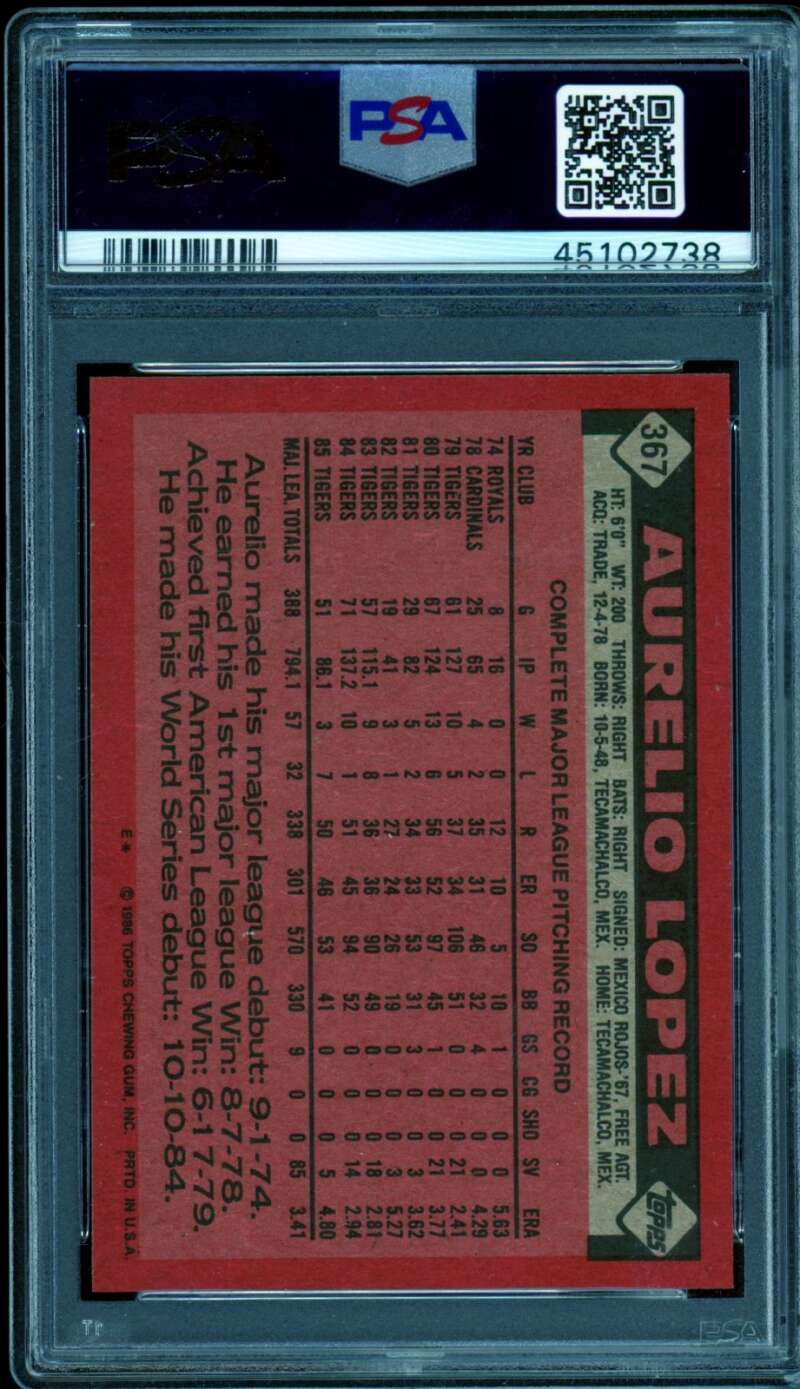 PSA
PSA
45102738
367
AURELIO LOPEZ
TOPPS
HT: 6'0" WT: 200 THROWS: RIGHT BATS: RIGHT SIGNED: MEXICO ROJOS-'67, FREE AGT.
ACQ: TRADE, 12-4-78 BORN: 10-5-48, TECAMACHALCO, MEX. HOME: TECAMACHALCO, MEX.
COMPLETE MAJOR LEAGUE PITCHING RECORD
YR CLUB G IP W L R ER SO BB GS CG SHO SV ERA
74 ROYALS 8 16 0 0 12 10 5 10 1 0 0 0 5.63
78 CARDINALS 25 65 4 2 35 31 46 32 4 0 0 0 4.29
79 TIGERS 61 127 10 5 37 34 106 51 0 0 0 21 2.41
80 TIGERS 67 124 13 6 56 52 97 45 1 0 0 21 3.77
81 TIGERS 29 82 5 2 34 33 53 31 3 0 0 3 3.62
82 TIGERS 19 41 3 1 27 24 26 19 0 0 0 3 5.27
83 TIGERS 57 115.1 9 8 36 36 90 49 0 0 0 18 2.81
84 TIGERS 71 137.2 10 1 51 45 94 52 0 0 0 14 2.94
85 TIGERS 51 86.1 3 7 50 46 53 41 0 0 0 5 4.80
MAJ. LEA. TOTALS 388 794.1 57 32 338 301 570 330 9 0 0 85 3.41
Aurelio made his major league debut: 9-1-74.
He earned his 1st major league Win: 8-7-78.
Achieved first American League Win: 6-17-79.
He made his World Series debut: 10-10-84.
E* © 1986 TOPPS CHEWING GUM, INC. PRTD. IN U.S.A.
PSA